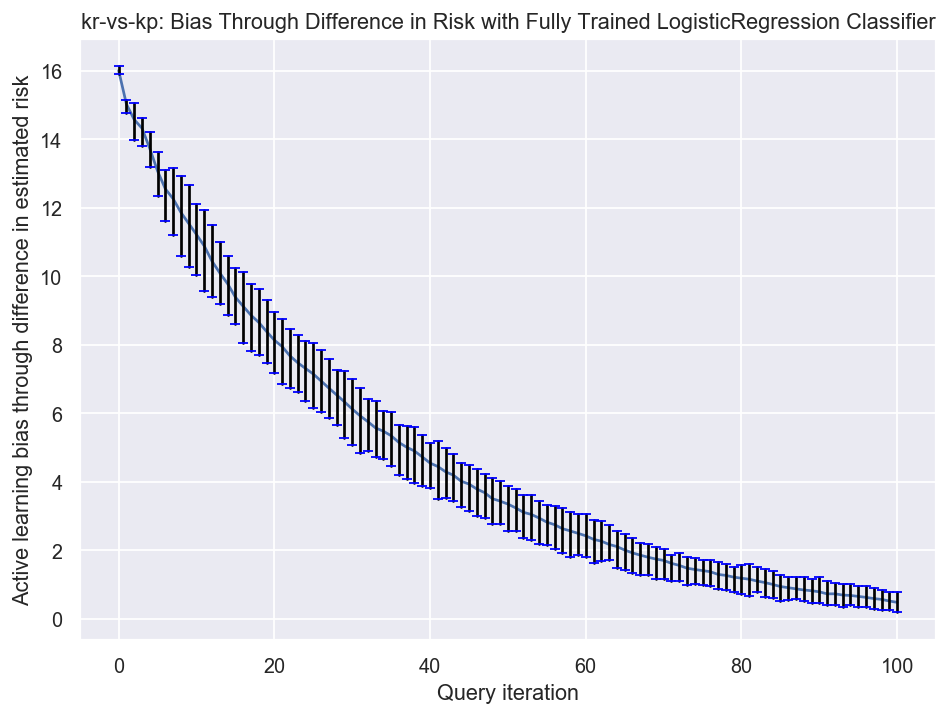 kr-vs-kp: Bias Through Difference in Risk with Fully Trained LogisticRegression Classifier
Active learning bias through difference in estimated risk
16
14
12
10
8
6
4
2
0
0 20 40 60 80 100
Query iteration